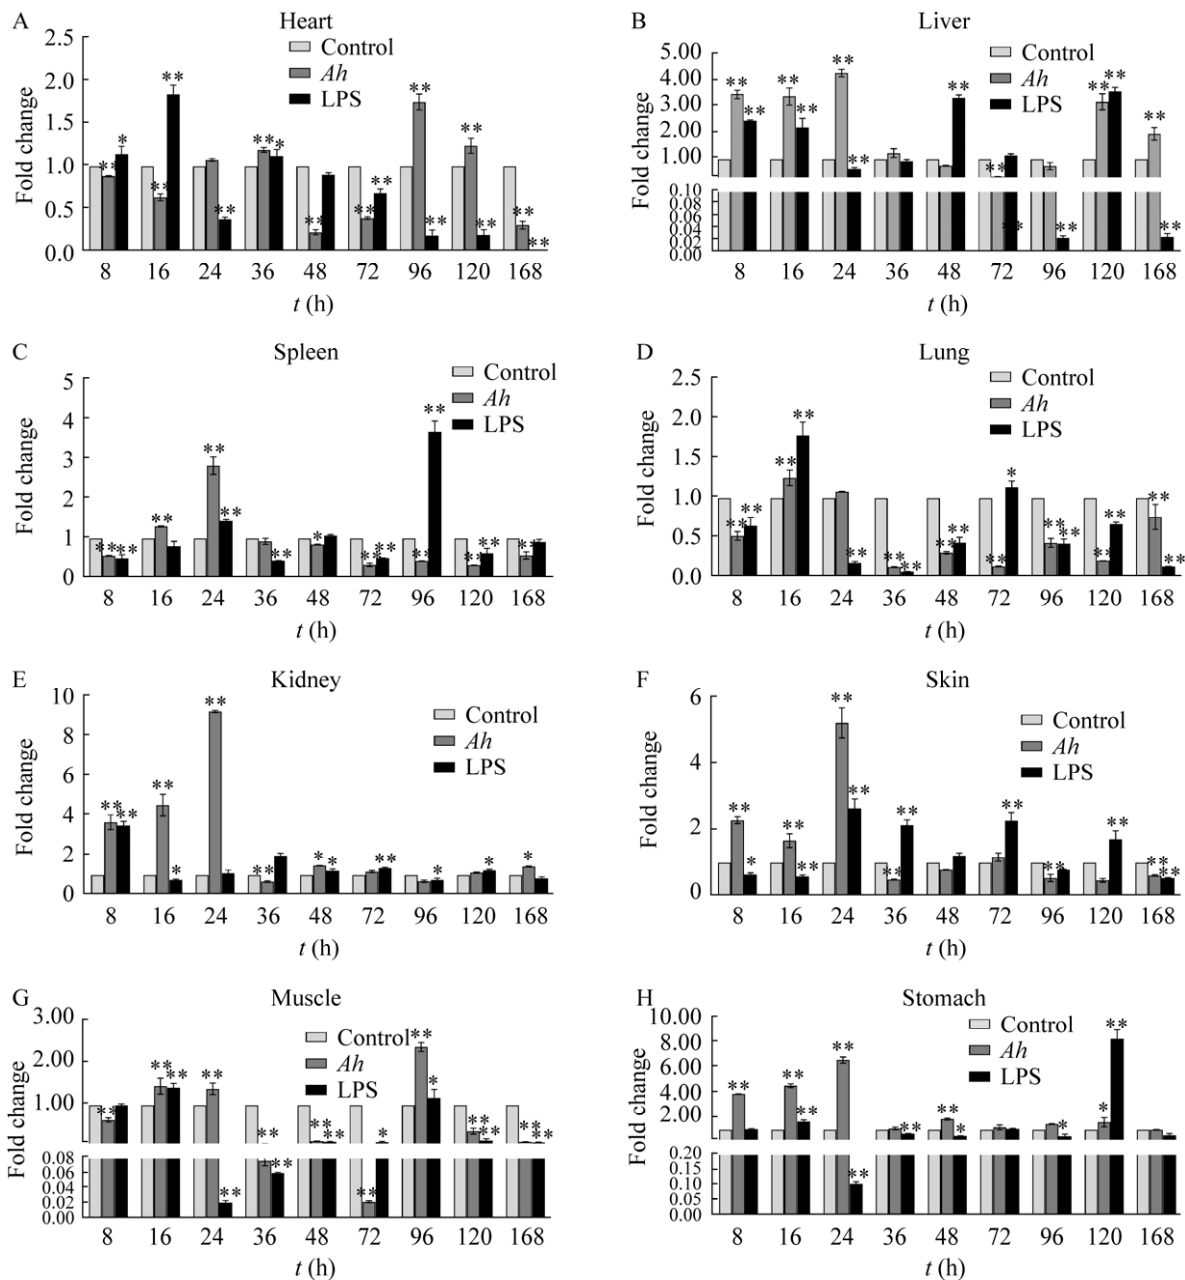 A
Heart
Fold change
2.5
2.0
1.5
1.0
0.5
0.0
Control
Ah
LPS
** * ** ** ** ** * ** ** ** ** ** ** ** ** **
8 16 24 36 48 72 96 120 168
t (h)
B
Liver
Fold change
5.00
4.00
3.00
2.00
1.00
0.10
0.08
0.06
0.04
0.02
0.00
Control
Ah
LPS
** ** ** ** ** ** ** ** ** ** ** ** ** **
8 16 24 36 48 72 96 120 168
t (h)
C
Spleen
Fold change
5
4
3
2
1
0
Control
Ah
LPS
** ** ** ** ** ** * ** ** ** ** ** ** **
8 16 24 36 48 72 96 120 168
t (h)
D
Lung
Fold change
2.5
2.0
1.5
1.0
0.5
0.0
Control
Ah
LPS
** ** ** ** ** ** ** ** ** ** * ** ** ** ** ** **
8 16 24 36 48 72 96 120 168
t (h)
E
Kidney
Fold change
10
8
6
4
2
0
Control
Ah
LPS
** ** ** * ** ** * * ** * * *
8 16 24 36 48 72 96 120 168
t (h)
F
Skin
Fold change
6
4
2
0
Control
Ah
LPS
** * ** ** ** ** ** ** ** ** ** ** **
8 16 24 36 48 72 96 120 168
t (h)
G
Muscle
Fold change
3.00
2.00
1.00
0.08
0.06
0.04
0.02
0.00
Control
Ah
LPS
** ** ** ** ** ** ** ** ** ** * ** * ** ** ** **
8 16 24 36 48 72 96 120 168
t (h)
H
Stomach
Fold change
10.00
8.00
6.00
4.00
2.00
0.20
0.15
0.10
0.05
0.00
Control
Ah
LPS
** ** ** ** ** ** ** * * * **
8 16 24 36 48 72 96 120 168
t (h)